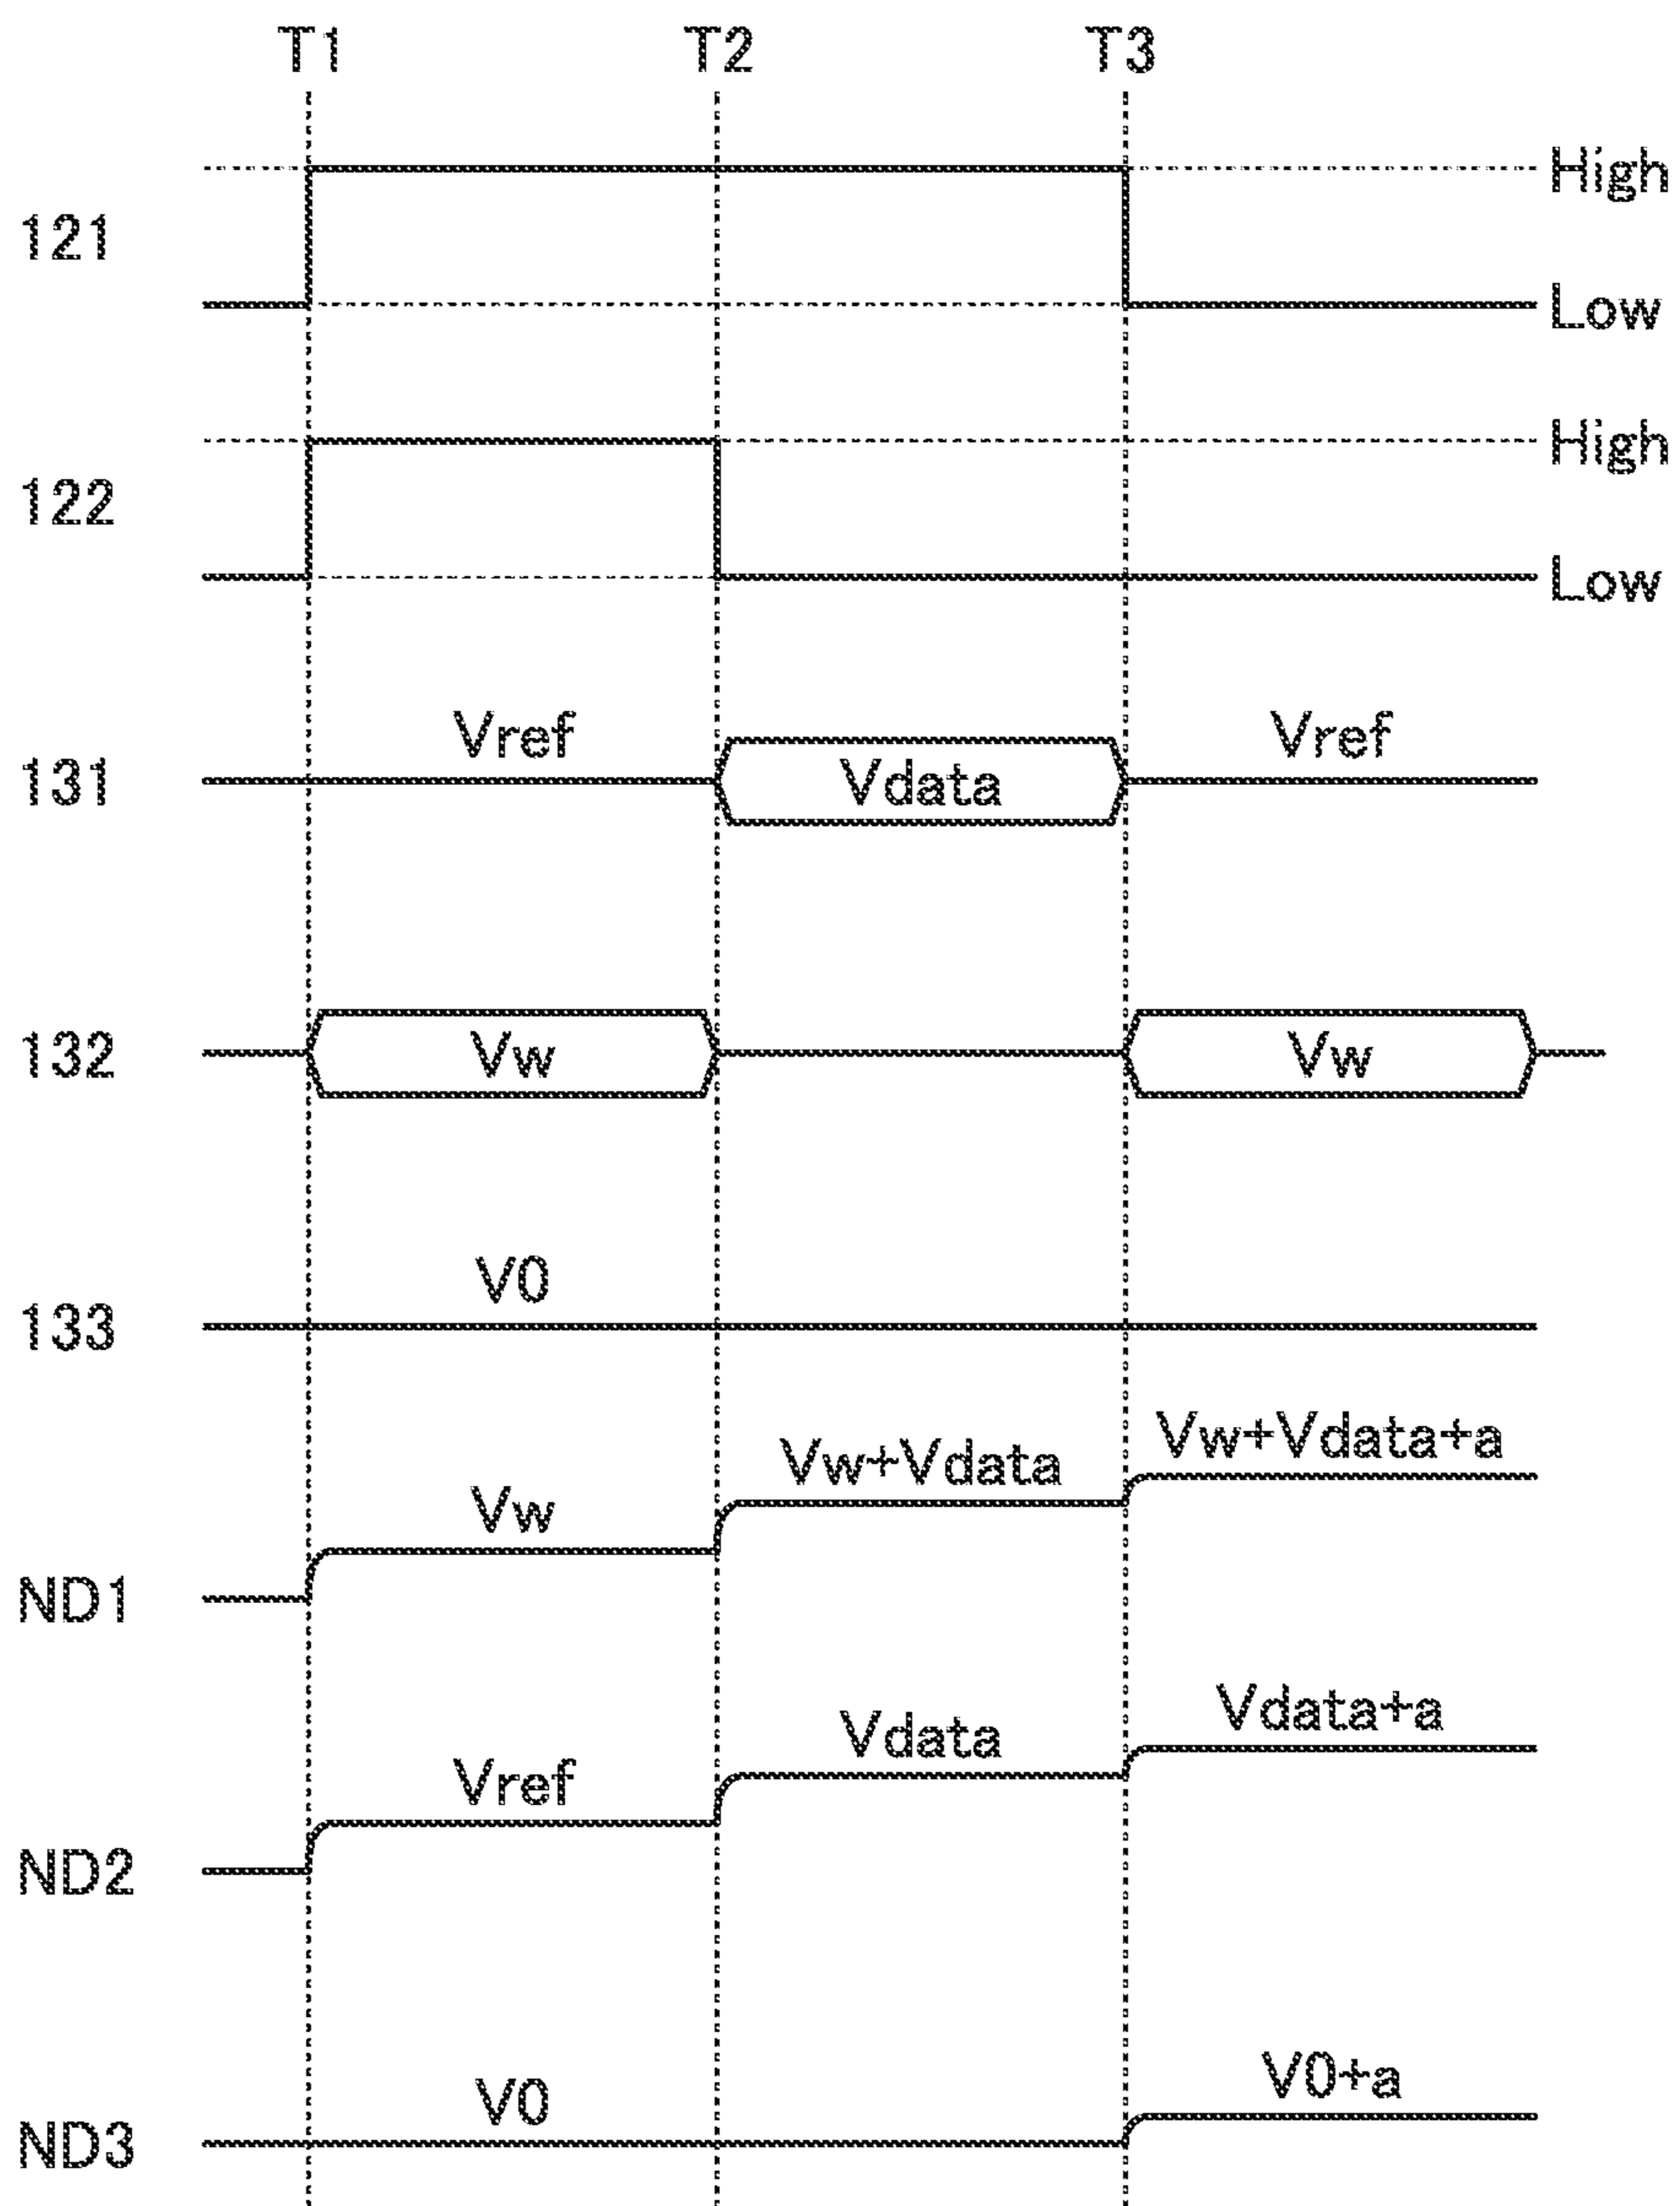 T1 T2 T3
High
121
Low
High
122
Low
Vref Vref
131 Vdata
132 Vw Vw
V0
133
Vw+Vdata+a
Vw+Vdata
Vw
ND1
Vdata+a
Vdata
Vref
ND2
V0+a
V0
ND3